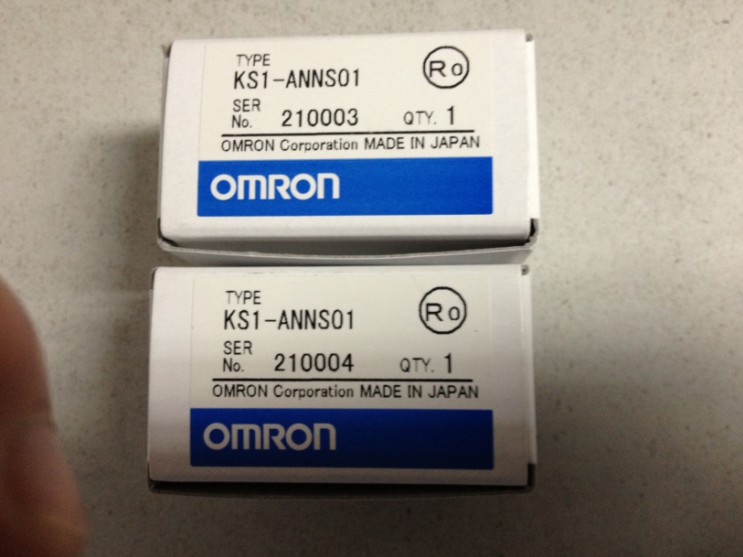 TYPE
KS1-ANNS01
Ro
SER
No. 210003 QTY. 1
OMRON Corporation MADE IN JAPAN
OMRON
TYPE
KS1-ANNS01
Ro
SER
No. 210004 QTY. 1
OMRON Corporation MADE IN JAPAN
OMRON